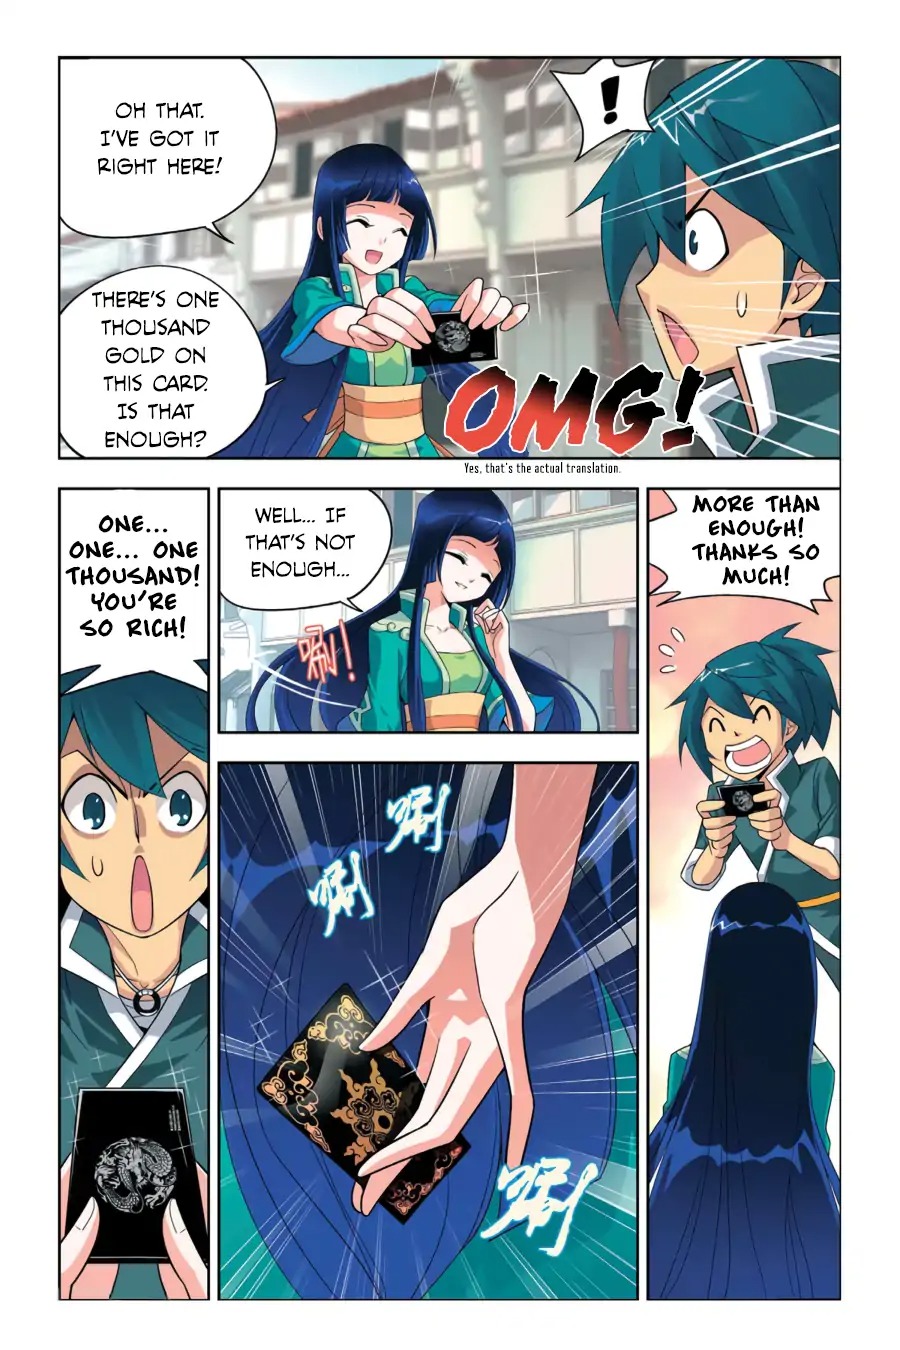 OH THAT.
I'VE GOT IT
RIGHT HERE!
!
THERE'S ONE
THOUSAND
GOLD ON
THIS CARD.
IS THAT
ENOUGH?
OMG!
Yes, that's the actual translation.
ONE...
ONE... ONE
THOUSAND!
YOU'RE
SO RICH!
WELL... IF
THAT'S NOT
ENOUGH...
唰!
唰
唰
唰
MORE THAN
ENOUGH!
THANKS SO
MUCH!